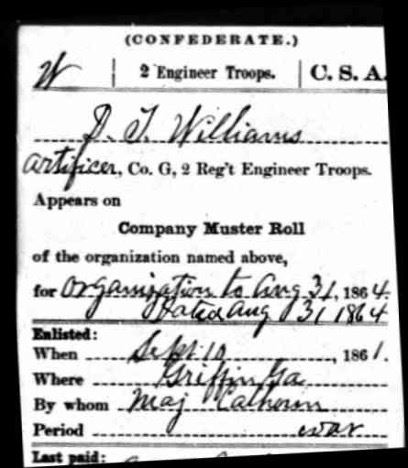 (CONFEDERATE.)
W | 2 Engineer Troops. | C. S. A.
D. T. Williams
Artificer, Co. G, 2 Reg't Engineer Troops.
Appears on
Company Muster Roll
of the organization named above,
for Organization to Aug 31, 1864.
Dated Aug 31 1864
Enlisted:
When Sept 10, 1861.
Where Griffin Ga
By whom Maj Calhoun
Period war
Last paid: